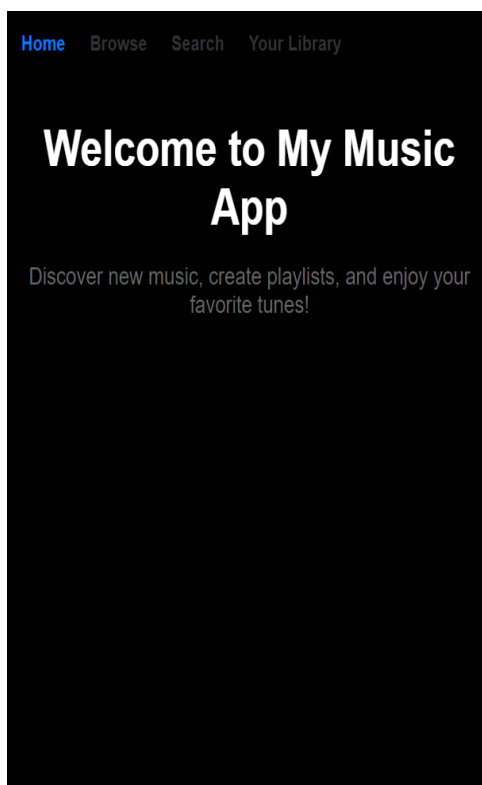 Home Browse Search Your Library
Welcome to My Music
App
Discover new music, create playlists, and enjoy your
favorite tunes!